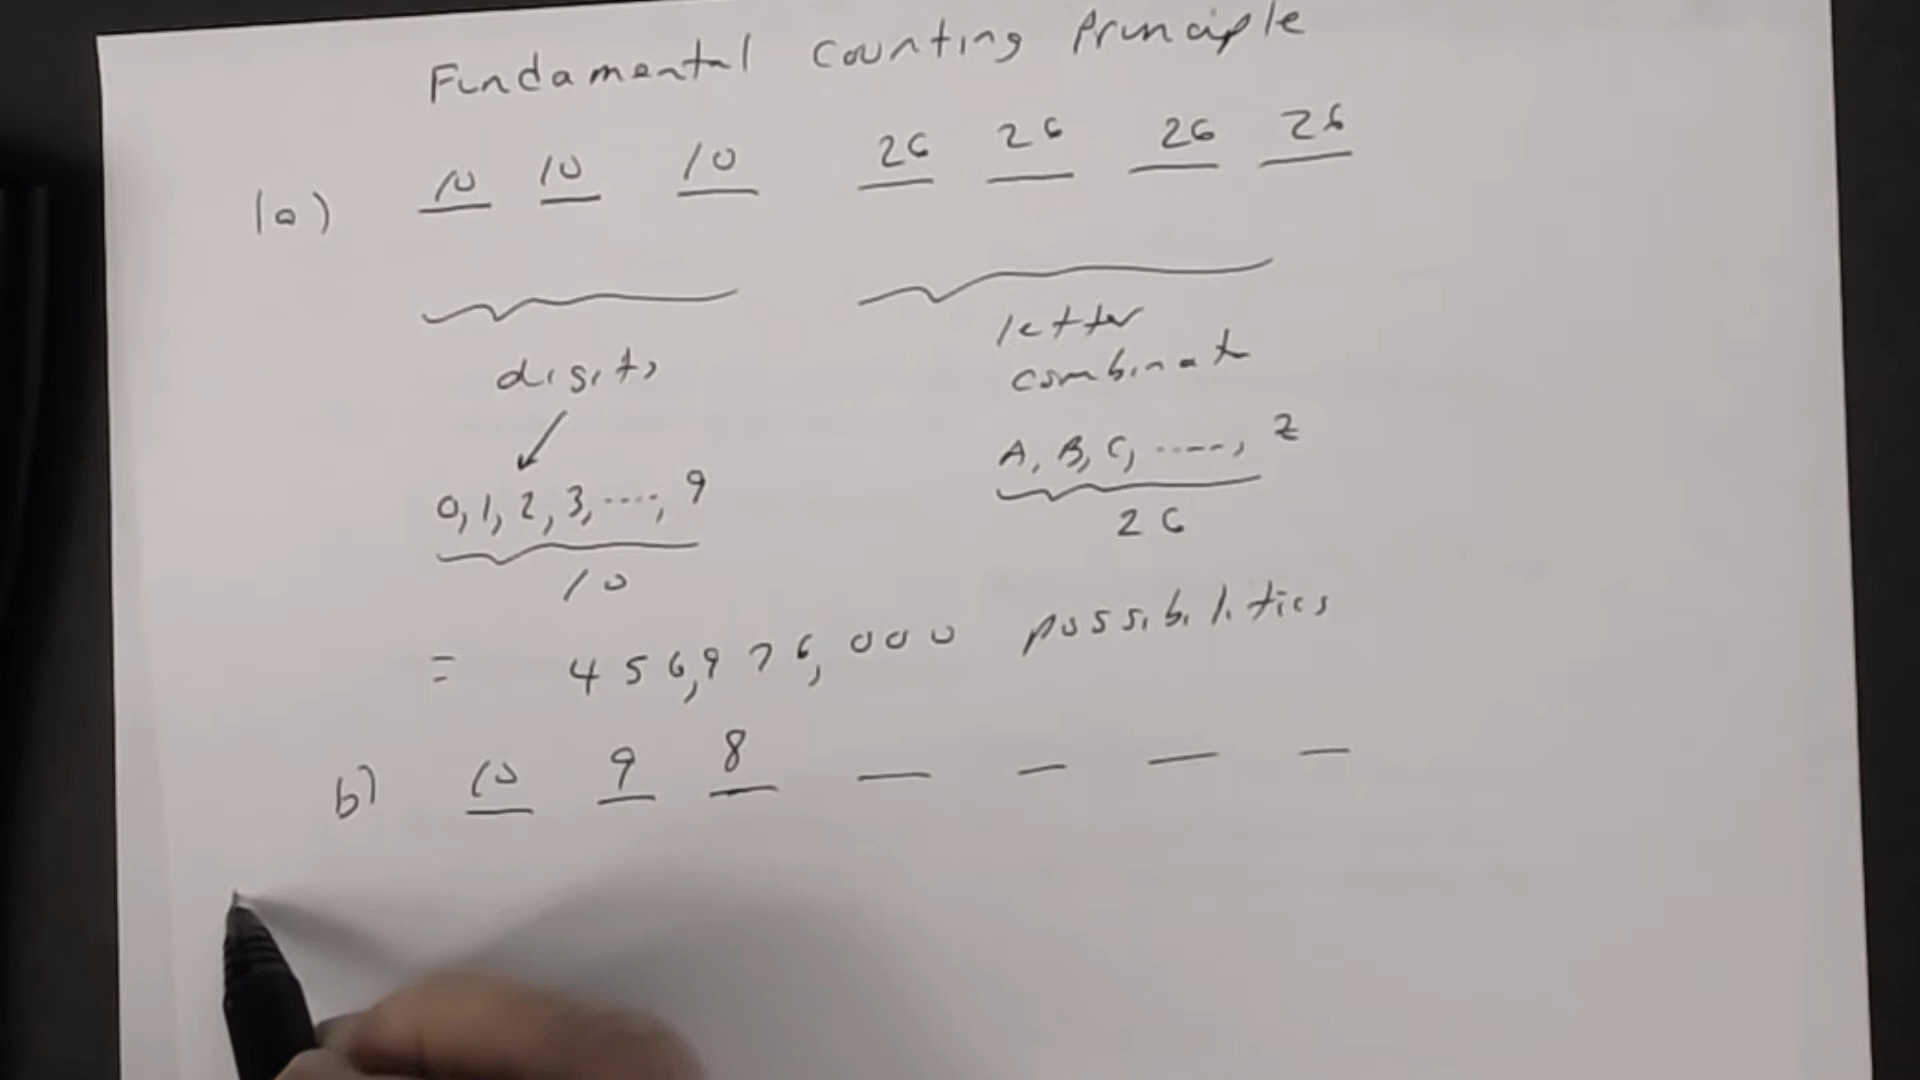 Fundamental Counting Principle
1a) 10 10 10 26 26 26 26
digits
letter
combinat
0, 1, 2, 3, ...., 9
A, B, C, ....., Z
10
26
= 456,976,000 possibilities
b) 10 9 8 _ _ _ _